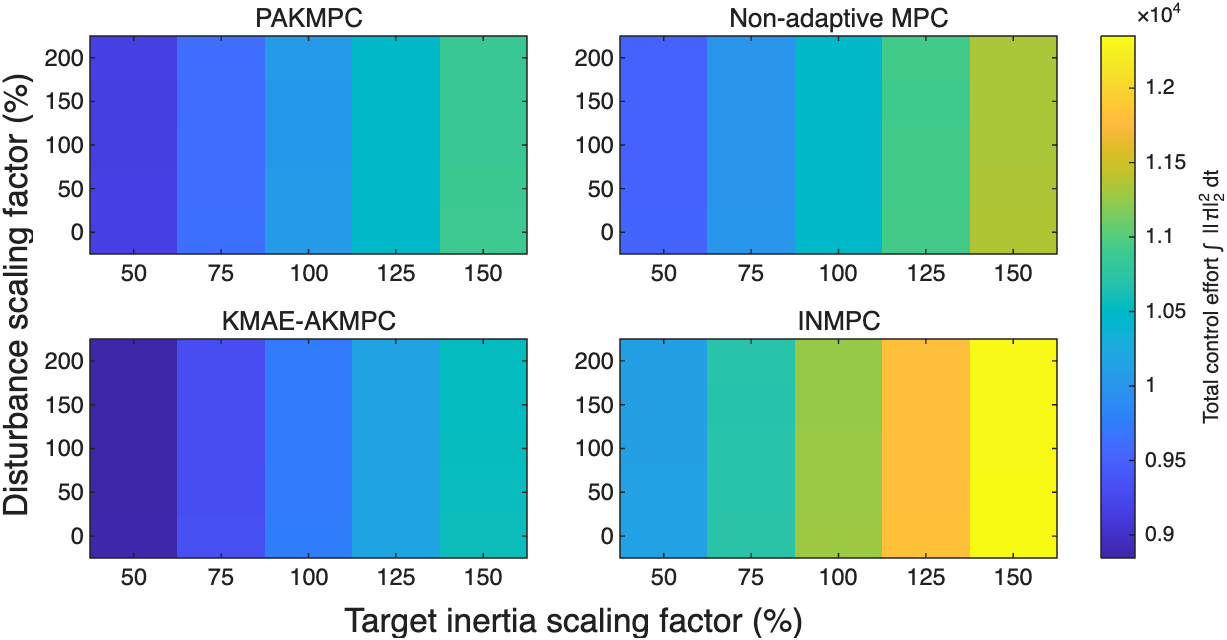 PAKMPC
Non-adaptive MPC
×10⁴
200
150
100
50
0
50 75 100 125 150
200
150
100
50
0
50 75 100 125 150
KMAE-AKMPC
INMPC
200
150
100
50
0
50 75 100 125 150
200
150
100
50
0
50 75 100 125 150
Disturbance scaling factor (%)
Target inertia scaling factor (%)
1.2
1.15
1.1
1.05
1
0.95
0.9
Total control effort ∫ ||τ||₂² dt